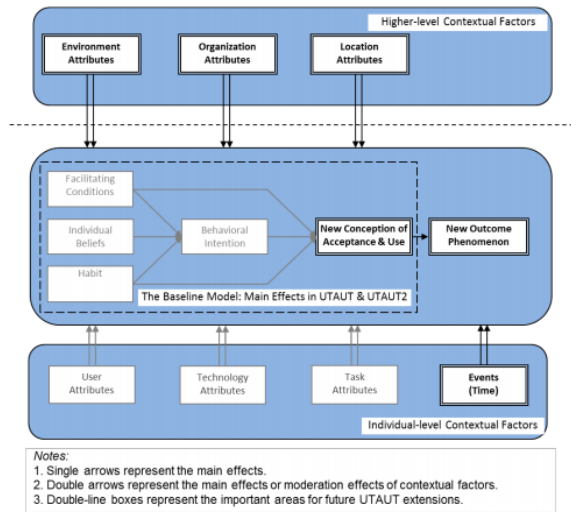 Higher-level Contextual Factors
Environment
Attributes
Organization
Attributes
Location
Attributes
Facilitating
Conditions
Individual
Beliefs
Habit
Behavioral
Intention
New Conception of
Acceptance & Use
New Outcome
Phenomenon
The Baseline Model: Main Effects in UTAUT & UTAUT2
User
Attributes
Technology
Attributes
Task
Attributes
Events
(Time)
Individual-level Contextual Factors
Notes:
1. Single arrows represent the main effects.
2. Double arrows represent the main effects or moderation effects of contextual factors.
3. Double-line boxes represent the important areas for future UTAUT extensions.